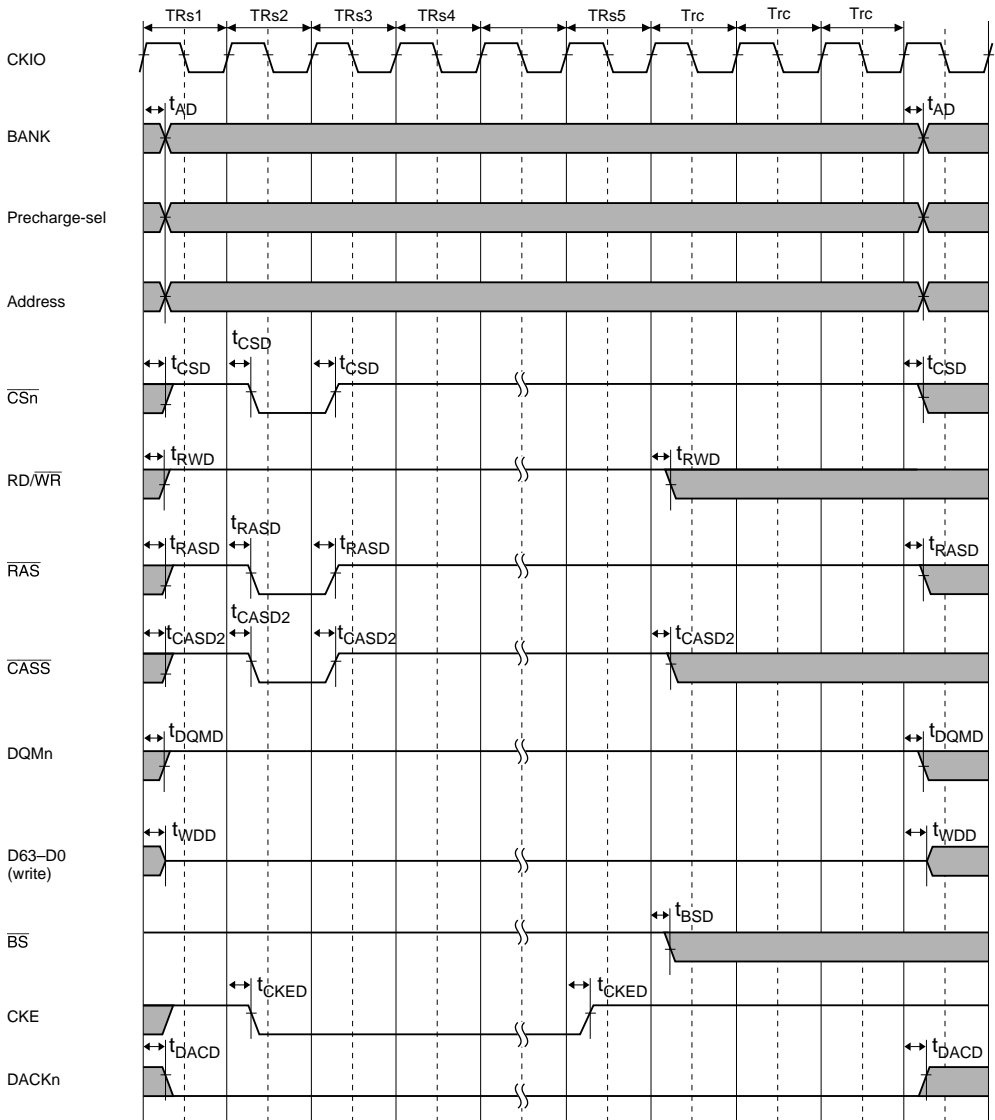 TRs1 TRs2 TRs3 TRs4 TRs5 Trc Trc Trc
CKIO
tAD tAD
BANK
Precharge-sel
Address
tCSD tCSD tCSD tCSD
CSn
tRWD tRWD
RD/WR
tRASD tRASD tRASD tRASD
RAS
tCASD2 tCASD2 tCASD2 tCASD2
CASS
tDQMD tDQMD
DQMn
tWDD tWDD
D63–D0
(write)
tBSD
BS
tCKED tCKED
CKE
tDACD tDACD
DACKn